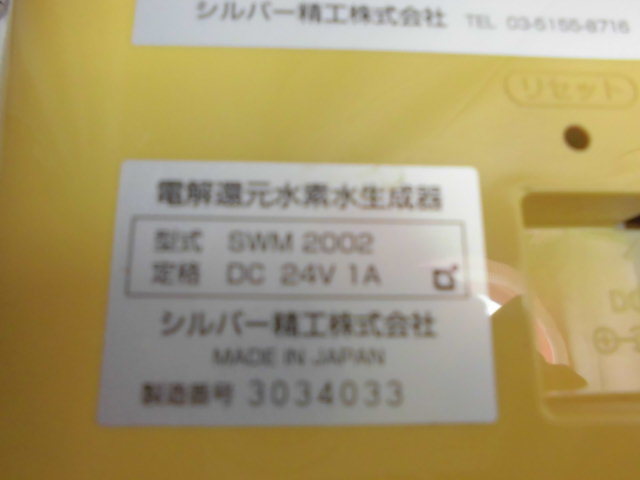 シルバー精工株式会社 TEL 03-5155-8716
リセット
電解還元水素水生成器
型式 SWM 2002
定格 DC 24V 1A
シルバー精工株式会社
MADE IN JAPAN
製造番号 3034033